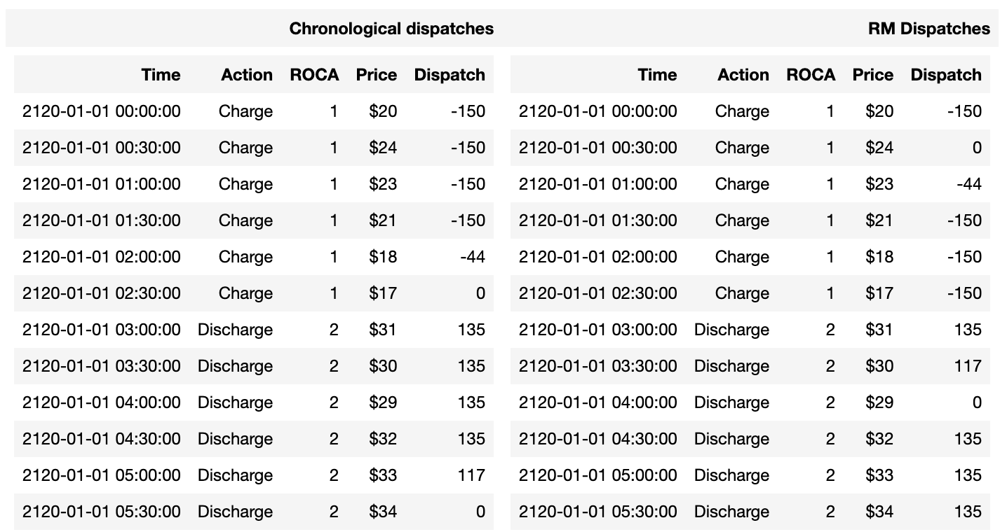 Chronological dispatches RM Dispatches
Time Action ROCA Price Dispatch Time Action ROCA Price Dispatch
2120-01-01 00:00:00 Charge 1 $20 -150 2120-01-01 00:00:00 Charge 1 $20 -150
2120-01-01 00:30:00 Charge 1 $24 -150 2120-01-01 00:30:00 Charge 1 $24 0
2120-01-01 01:00:00 Charge 1 $23 -150 2120-01-01 01:00:00 Charge 1 $23 -44
2120-01-01 01:30:00 Charge 1 $21 -150 2120-01-01 01:30:00 Charge 1 $21 -150
2120-01-01 02:00:00 Charge 1 $18 -44 2120-01-01 02:00:00 Charge 1 $18 -150
2120-01-01 02:30:00 Charge 1 $17 0 2120-01-01 02:30:00 Charge 1 $17 -150
2120-01-01 03:00:00 Discharge 2 $31 135 2120-01-01 03:00:00 Discharge 2 $31 135
2120-01-01 03:30:00 Discharge 2 $30 135 2120-01-01 03:30:00 Discharge 2 $30 117
2120-01-01 04:00:00 Discharge 2 $29 135 2120-01-01 04:00:00 Discharge 2 $29 0
2120-01-01 04:30:00 Discharge 2 $32 135 2120-01-01 04:30:00 Discharge 2 $32 135
2120-01-01 05:00:00 Discharge 2 $33 117 2120-01-01 05:00:00 Discharge 2 $33 135
2120-01-01 05:30:00 Discharge 2 $34 0 2120-01-01 05:30:00 Discharge 2 $34 135